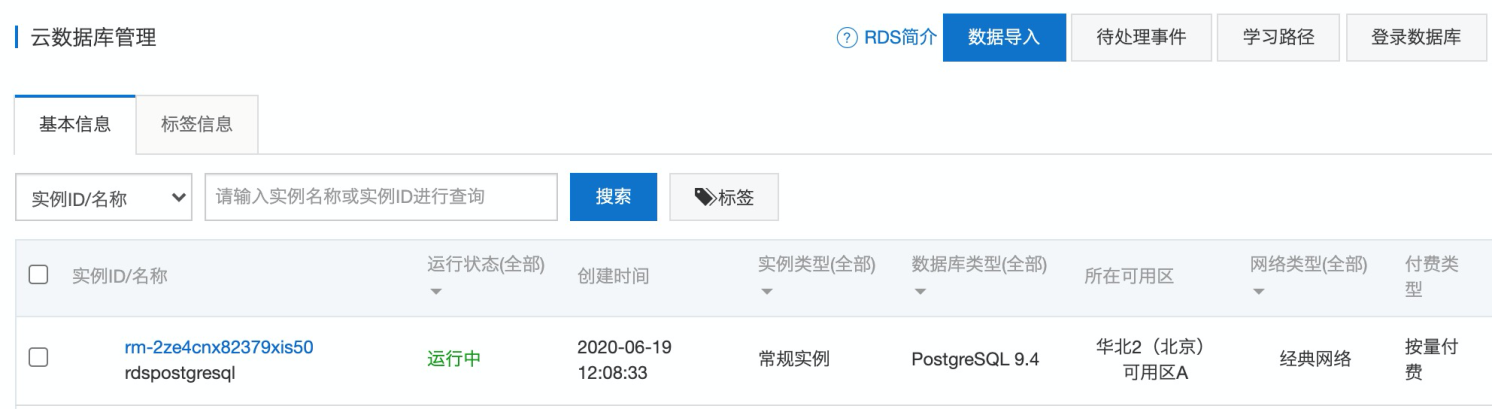 云数据库管理
RDS简介 数据导入 待处理事件 学习路径 登录数据库
基本信息 标签信息
实例ID/名称 请输入实例名称或实例ID进行查询 搜索 标签
实例ID/名称 运行状态(全部) 创建时间 实例类型(全部) 数据库类型(全部) 所在可用区 网络类型(全部) 付费类
型
rm-2ze4cnx82379xis50 运行中 2020-06-19 常规实例 PostgreSQL 9.4 华北2（北京） 经典网络 按量付
rdspostgresql 12:08:33 可用区A 费